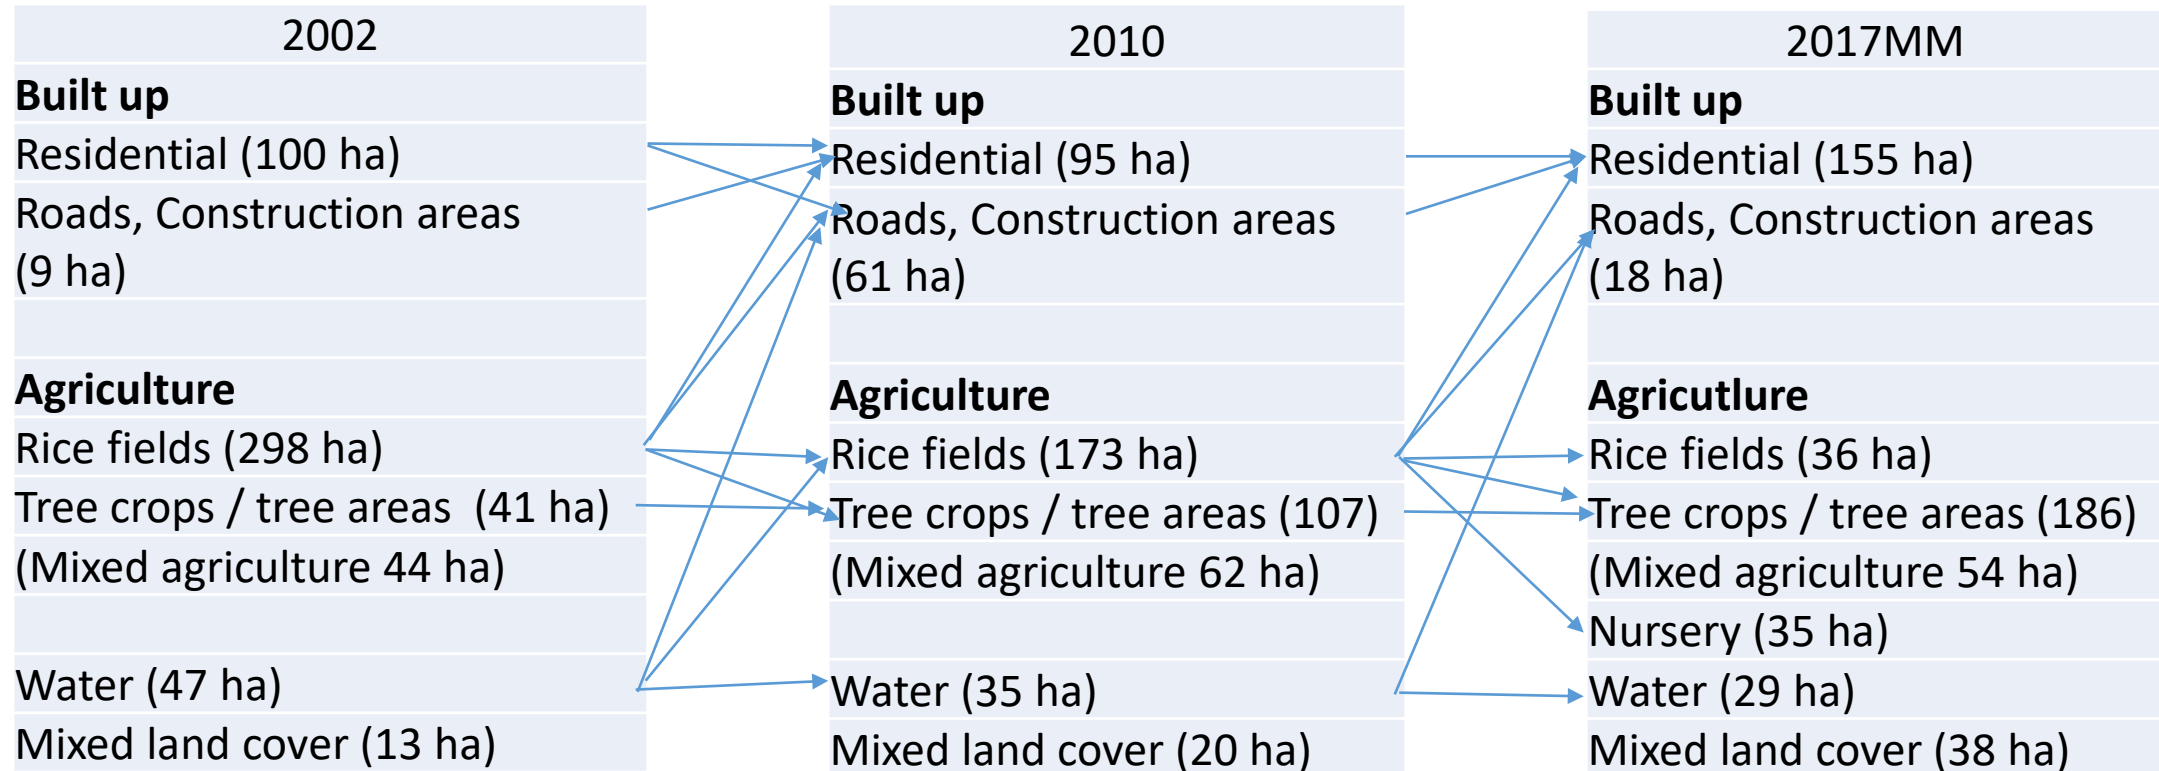 2002
Built up
Residential (100 ha)
Roads, Construction areas
(9 ha)
Agriculture
Rice fields (298 ha)
Tree crops / tree areas (41 ha)
(Mixed agriculture 44 ha)
Water (47 ha)
Mixed land cover (13 ha)
2010
Built up
Residential (95 ha)
Roads, Construction areas
(61 ha)
Agriculture
Rice fields (173 ha)
Tree crops / tree areas (107)
(Mixed agriculture 62 ha)
Water (35 ha)
Mixed land cover (20 ha)
2017MM
Built up
Residential (155 ha)
Roads, Construction areas
(18 ha)
Agricutlure
Rice fields (36 ha)
Tree crops / tree areas (186)
(Mixed agriculture 54 ha)
Nursery (35 ha)
Water (29 ha)
Mixed land cover (38 ha)